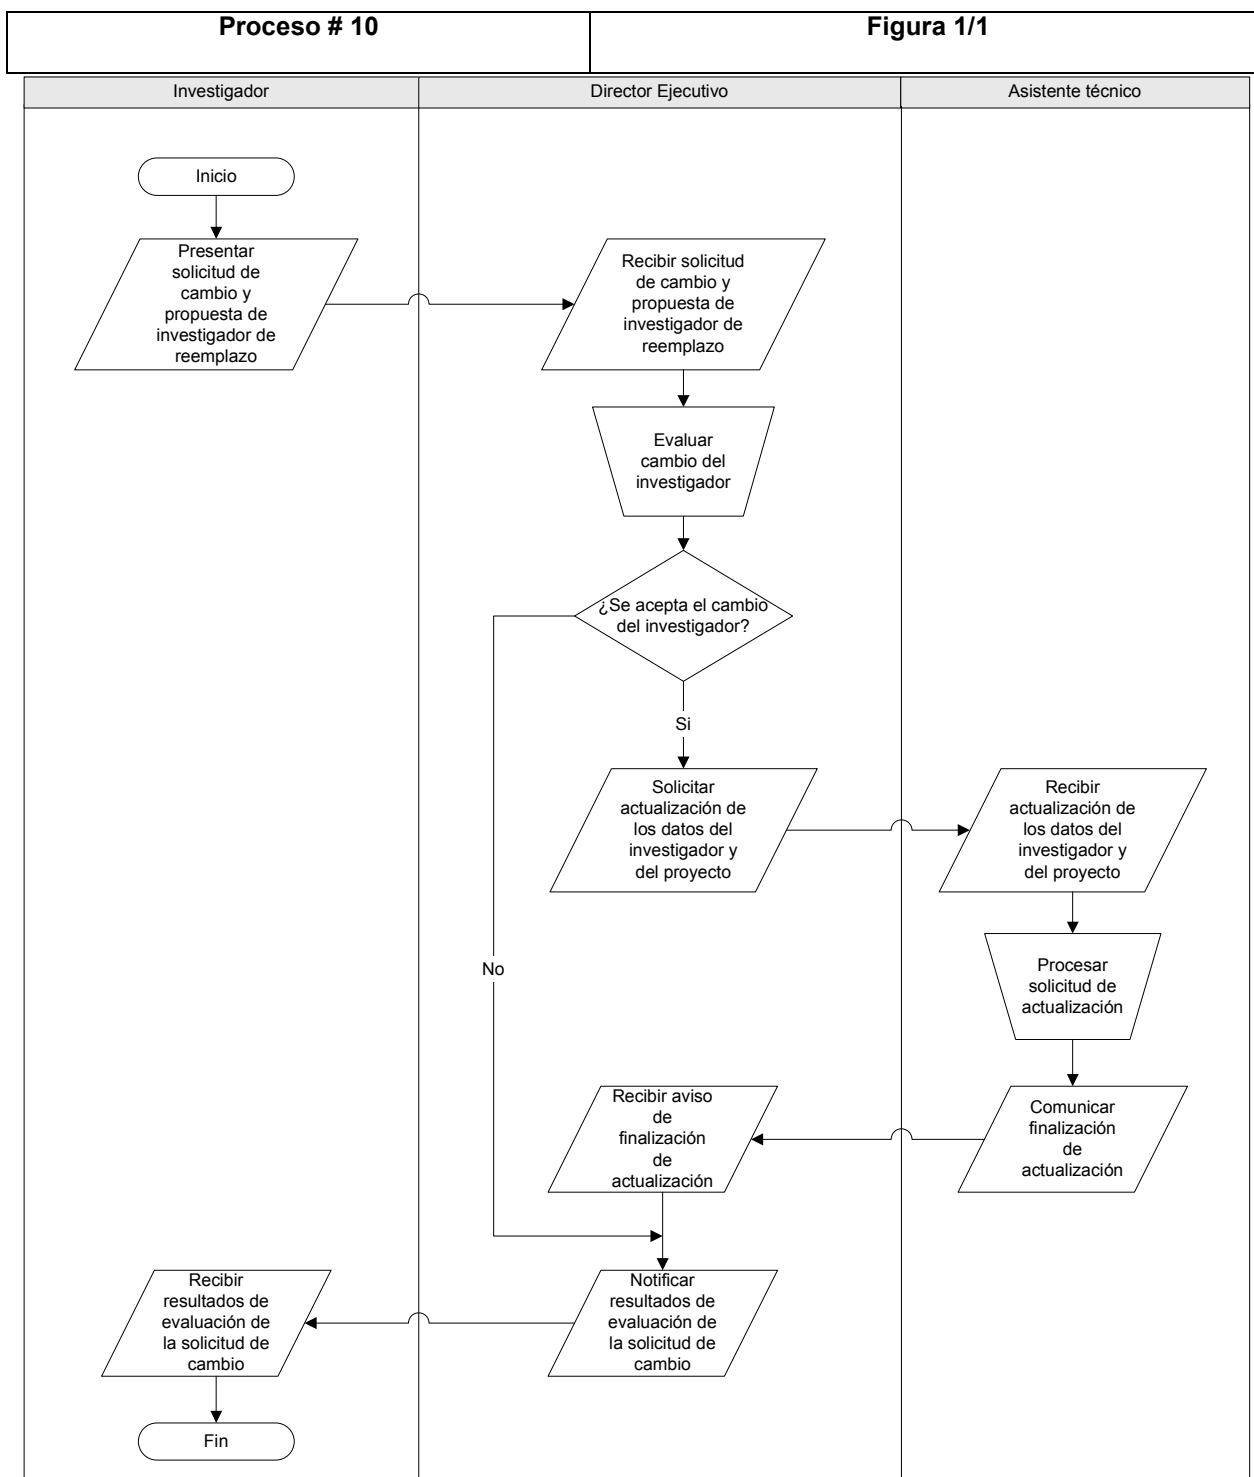 Proceso # 10
Figura 1/1
Investigador
Director Ejecutivo
Asistente técnico
Inicio
Presentar
solicitud de
cambio y
propuesta de
investigador de
reemplazo
Recibir solicitud
de cambio y
propuesta de
investigador de
reemplazo
Evaluar
cambio del
investigador
¿Se acepta el cambio
del investigador?
Si
No
Solicitar
actualización de
los datos del
investigador y
del proyecto
Recibir
actualización de
los datos del
investigador y
del proyecto
Procesar
solicitud de
actualización
Comunicar
finalización
de
actualización
Recibir aviso
de
finalización
de
actualización
Notificar
resultados de
evaluación de
la solicitud de
cambio
Recibir
resultados de
evaluación de
la solicitud de
cambio
Fin